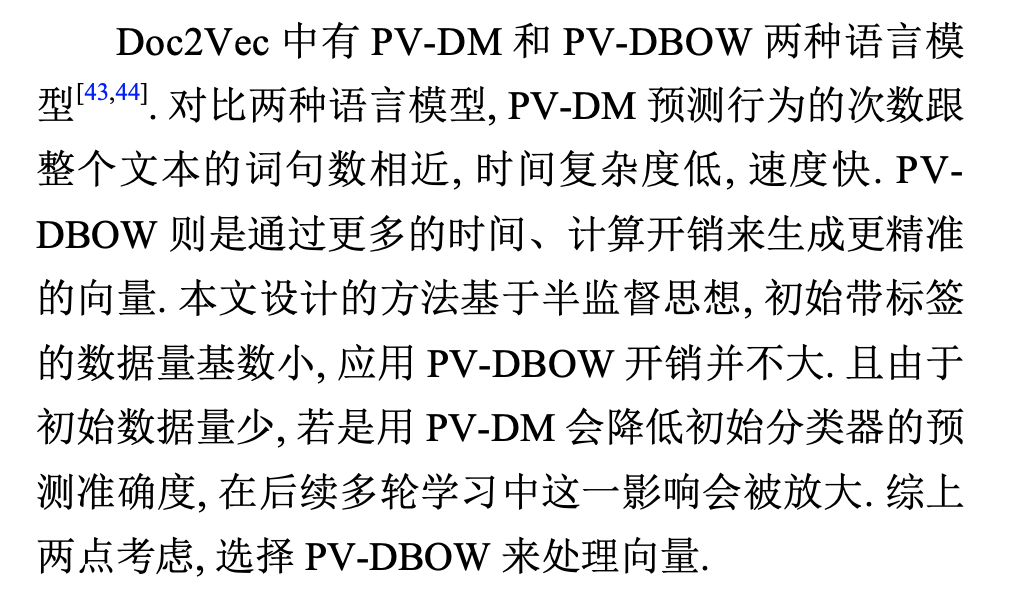 Doc2Vec 中有 PV-DM 和 PV-DBOW 两种语言模
型[43,44]. 对比两种语言模型, PV-DM 预测行为的次数跟
整个文本的词句数相近, 时间复杂度低, 速度快. PV-
DBOW 则是通过更多的时间、计算开销来生成更精准
的向量. 本文设计的方法基于半监督思想, 初始带标签
的数据量基数小, 应用 PV-DBOW 开销并不大. 且由于
初始数据量少, 若是用 PV-DM 会降低初始分类器的预
测准确度, 在后续多轮学习中这一影响会被放大. 综上
两点考虑, 选择 PV-DBOW 来处理向量.